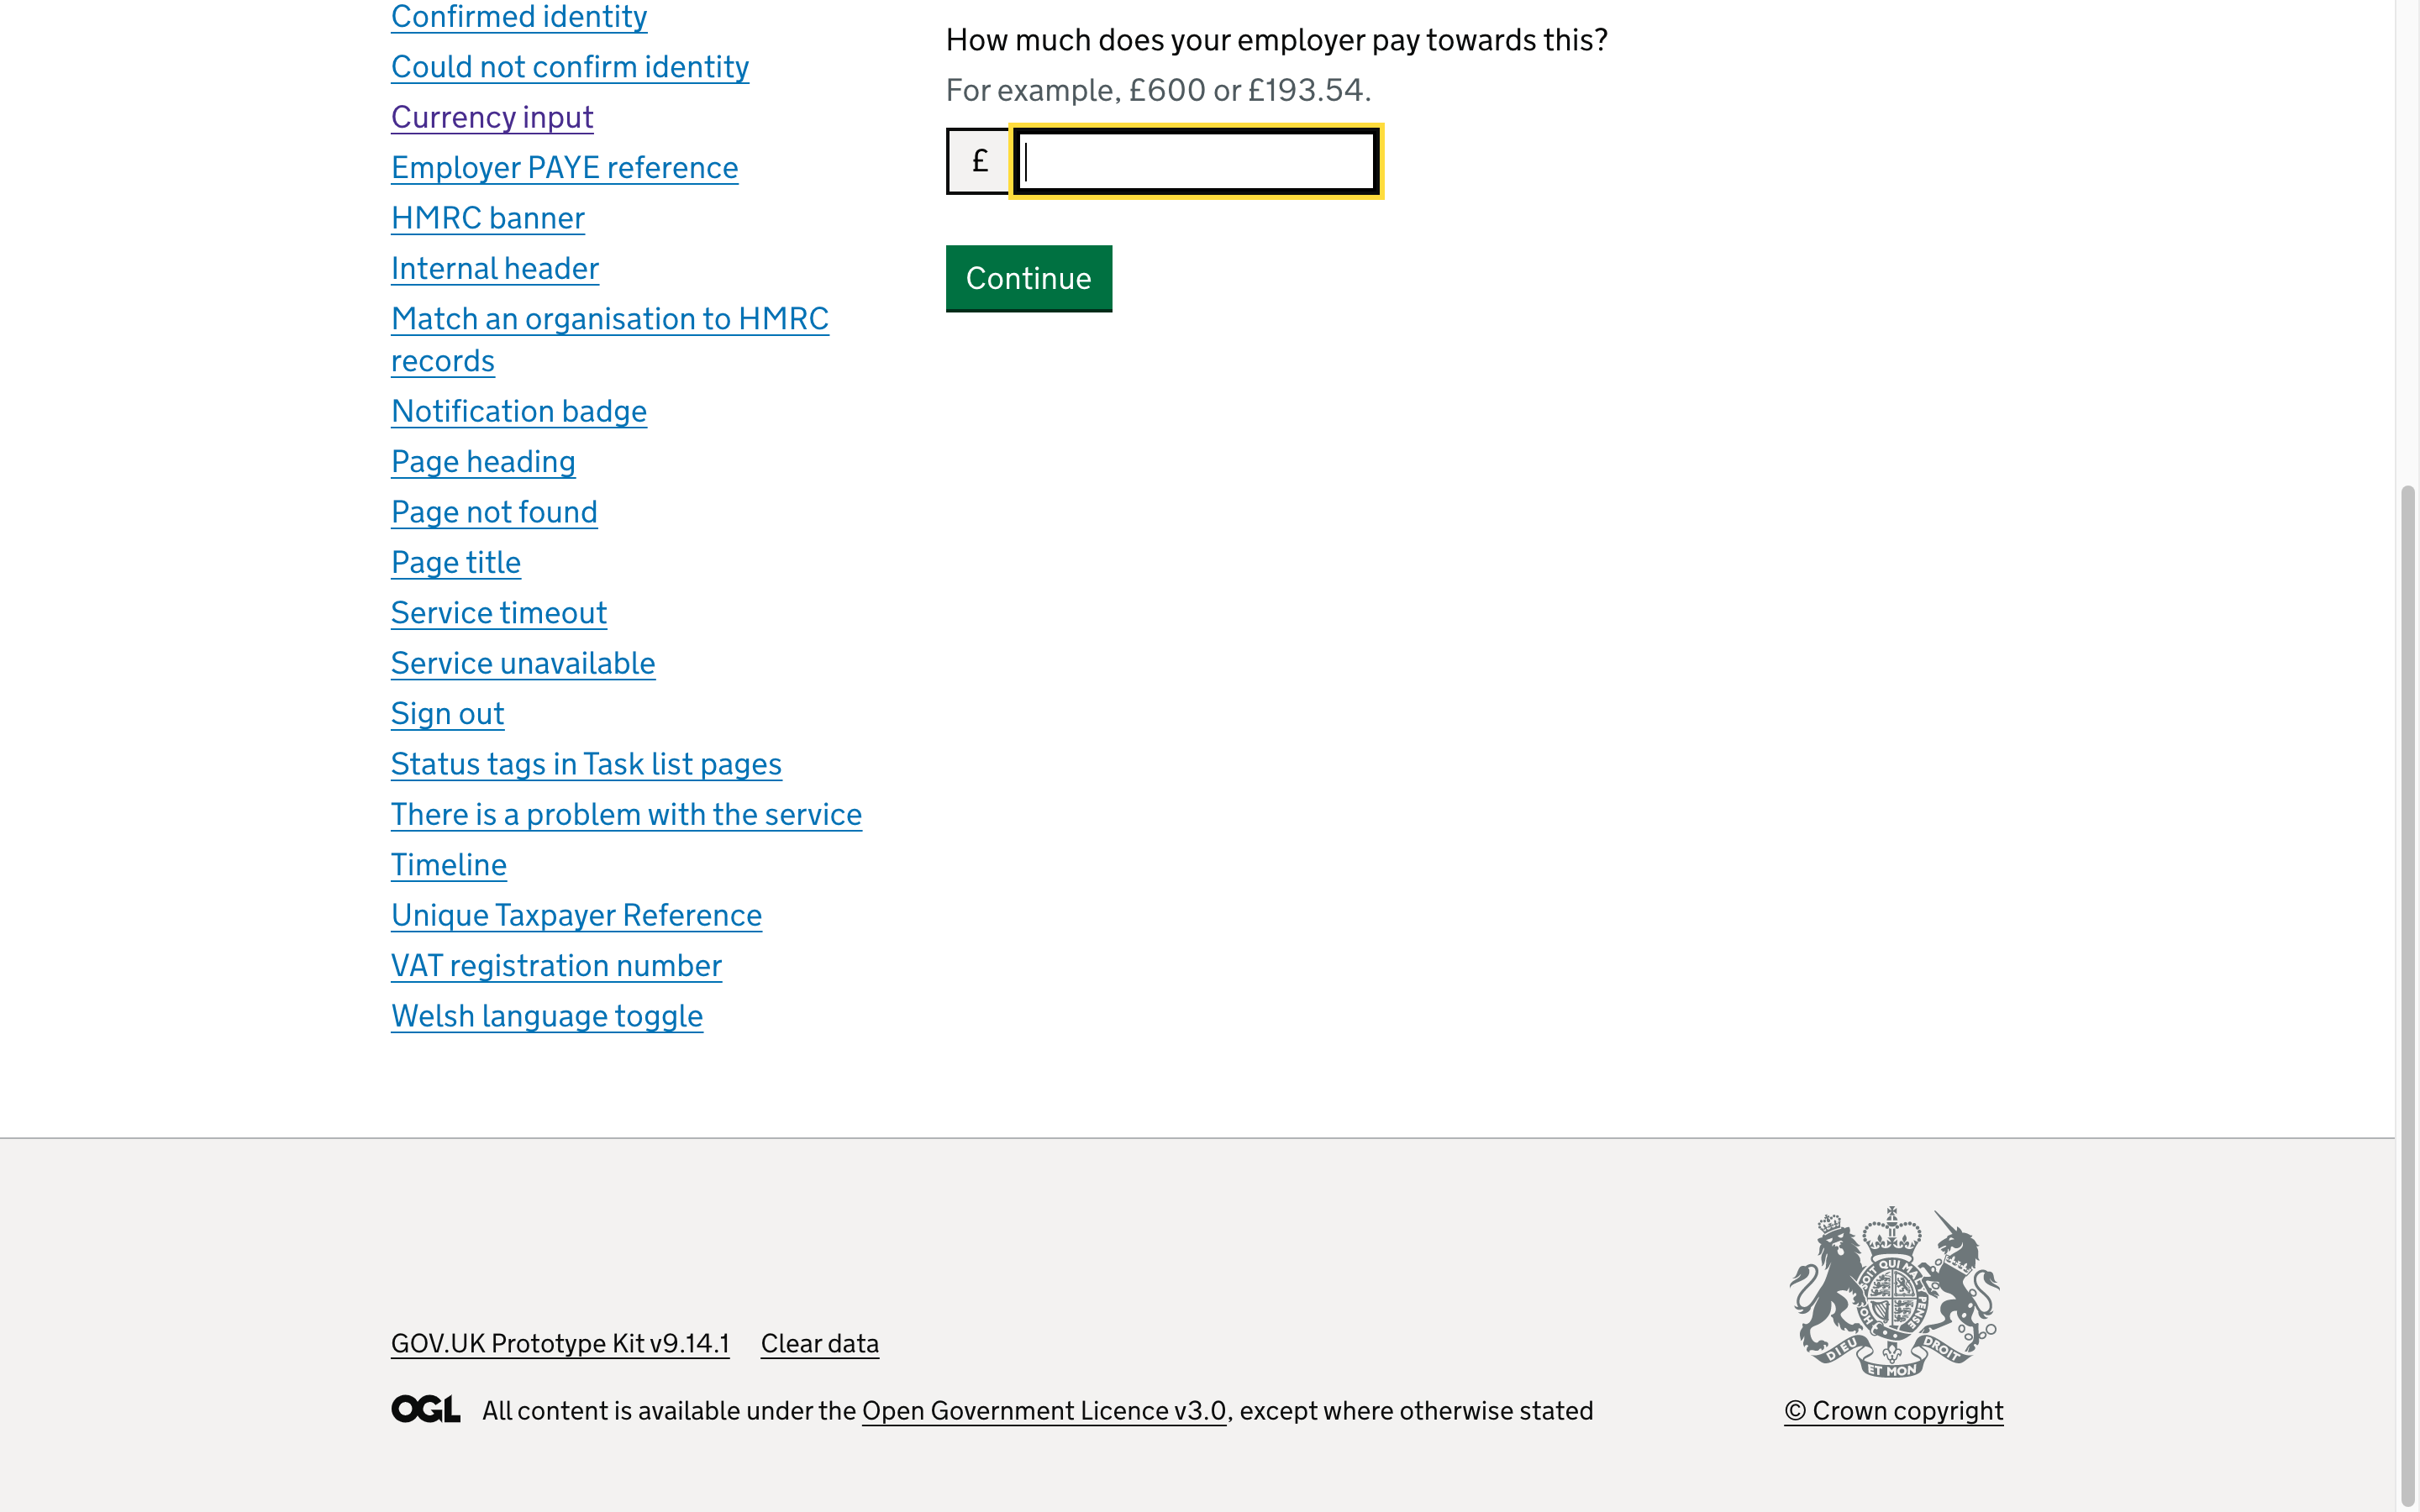 Confirmed identity
Could not confirm identity
Currency input
Employer PAYE reference
HMRC banner
Internal header
Match an organisation to HMRC
records
Notification badge
Page heading
Page not found
Page title
Service timeout
Service unavailable
Sign out
Status tags in Task list pages
There is a problem with the service
Timeline
Unique Taxpayer Reference
VAT registration number
Welsh language toggle
How much does your employer pay towards this?
For example, £600 or £193.54.
£
Continue
GOV.UK Prototype Kit v9.14.1 Clear data
OGL All content is available under the Open Government Licence v3.0, except where otherwise stated
DIEU ET MON DROIT
© Crown copyright